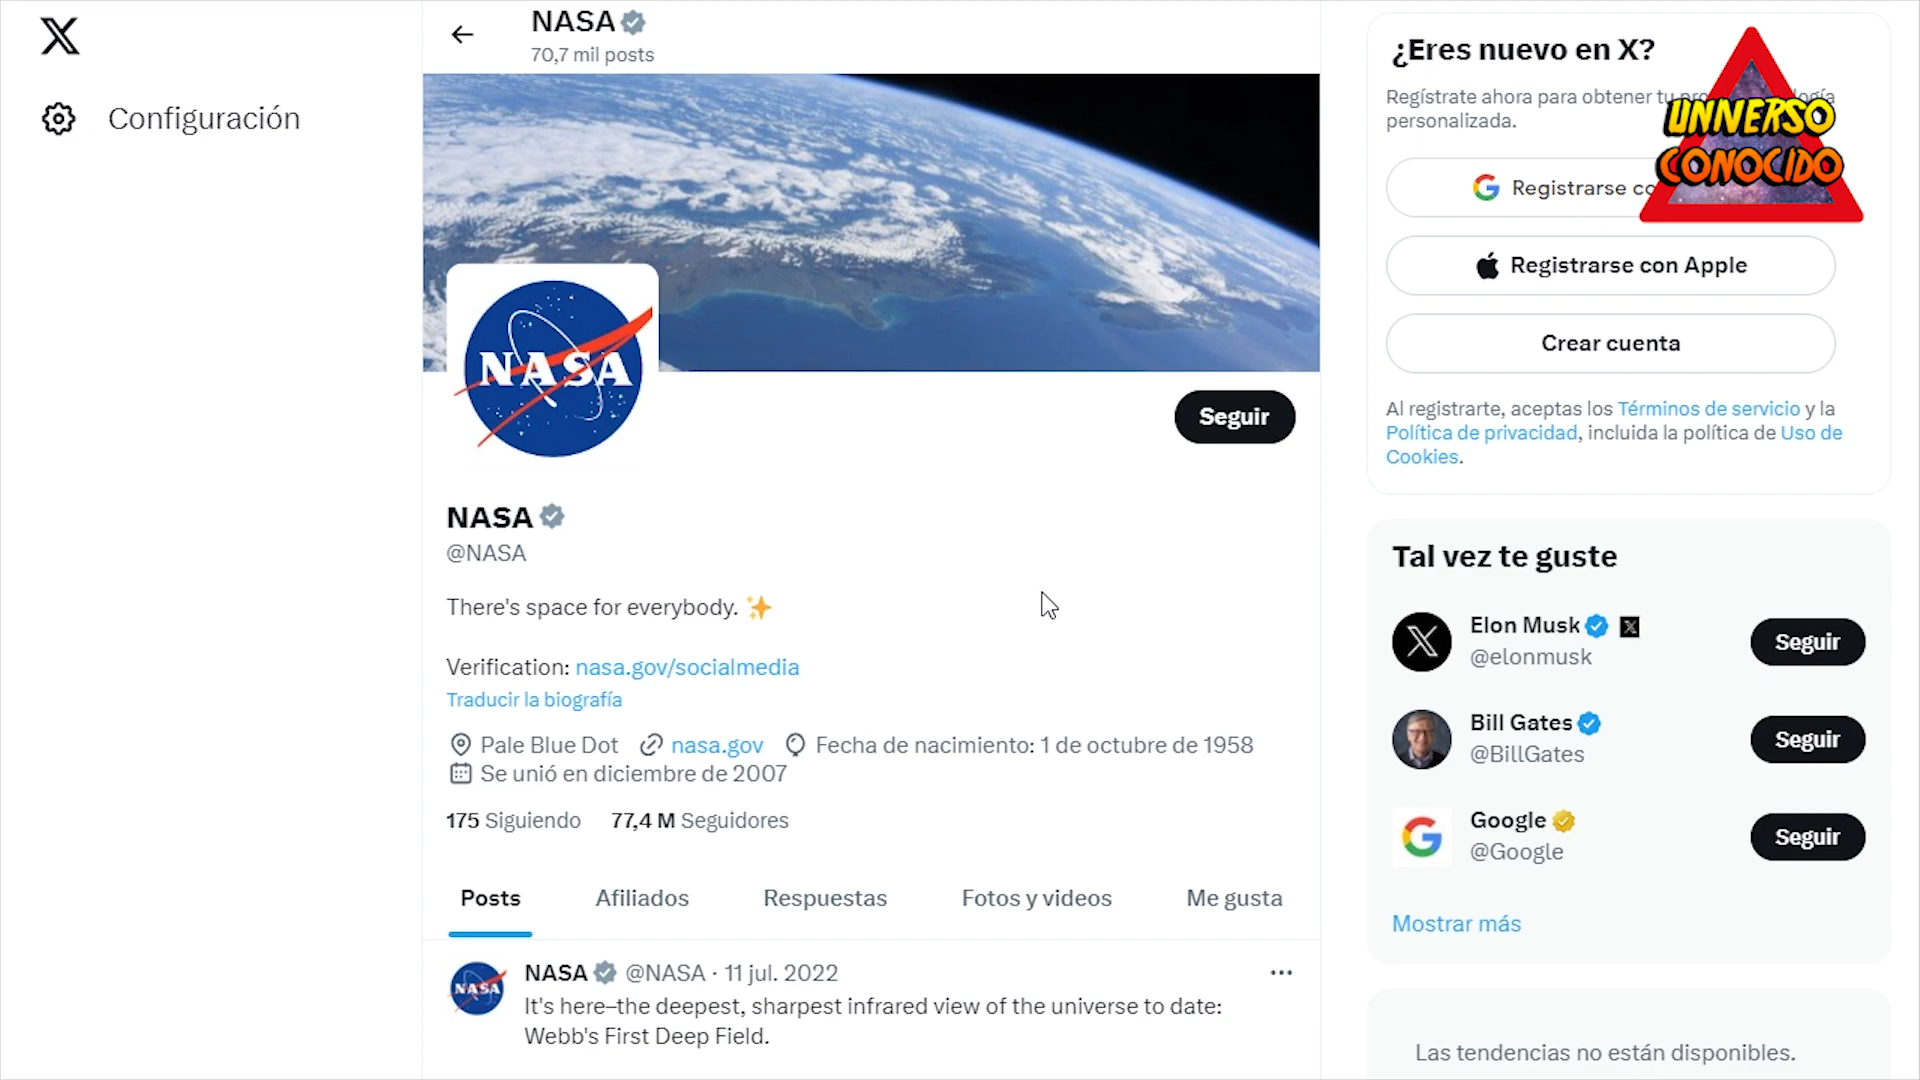 Configuración
NASA
70,7 mil posts
NASA
Seguir
NASA
@NASA
There's space for everybody. ✨
Verification: nasa.gov/socialmedia
Traducir la biografía
Pale Blue Dot nasa.gov Fecha de nacimiento: 1 de octubre de 1958
Se unió en diciembre de 2007
175 Siguiendo 77,4 M Seguidores
Posts Afiliados Respuestas Fotos y videos Me gusta
NASA
NASA @NASA · 11 jul. 2022
It's here–the deepest, sharpest infrared view of the universe to date:
Webb's First Deep Field.
¿Eres nuevo en X?
Regístrate ahora para obtener tu
personalizada.
UNIVERSO
CONOCIDO
Registrarse
Registrarse con Apple
Crear cuenta
Al registrarte, aceptas los Términos de servicio y la
Política de privacidad, incluida la política de Uso de
Cookies.
Tal vez te guste
Elon Musk
@elonmusk
Seguir
Bill Gates
@BillGates
Seguir
Google
@Google
Seguir
Mostrar más
Las tendencias no están disponibles.